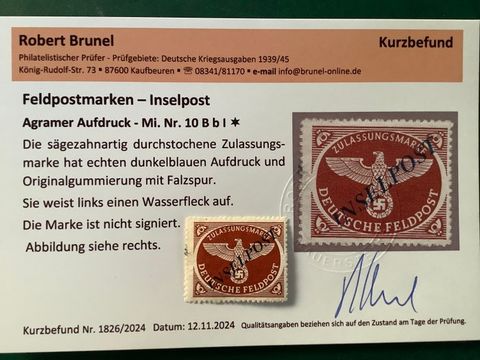 Robert Brunel
Kurzbefund
Philatelistischer Prüfer - Prüfgebiete: Deutsche Kriegsausgaben 1939/45
König-Rudolf-Str. 73 • 87600 Kaufbeuren • ☏ 08341/81170 • e-mail info@brunel-online.de
Feldpostmarken – Inselpost
Agramer Aufdruck - Mi. Nr. 10 B b I ✶
Die sägezahnartig durchstochene Zulassungs-
marke hat echten dunkelblauen Aufdruck und
Originalgummierung mit Falzspur.
Sie weist links einen Wasserfleck auf.
Die Marke ist nicht signiert.
Abbildung siehe rechts.
ZULASSUNGSMARKE
INSELPOST
DEUTSCHE FELDPOST
ZULASSUNGSMARKE
INSELPOST
DEUTSCHE FELDPOST
Kurzbefund Nr. 1826/2024 Datum: 12.11.2024 Qualitätsangaben beziehen sich auf den Zustand am Tage der Prüfung.